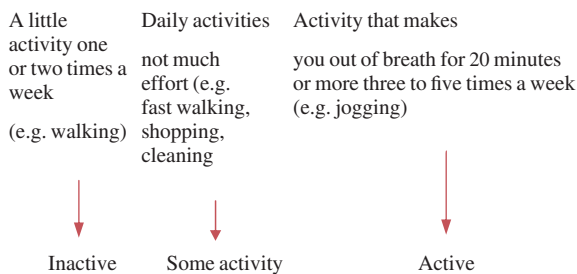 A little
activity one
or two times a
week
(e.g. walking)
Daily activities
not much
effort (e.g.
fast walking,
shopping,
cleaning
Activity that makes
you out of breath for 20 minutes
or more three to five times a week
(e.g. jogging)
Inactive
Some activity
Active